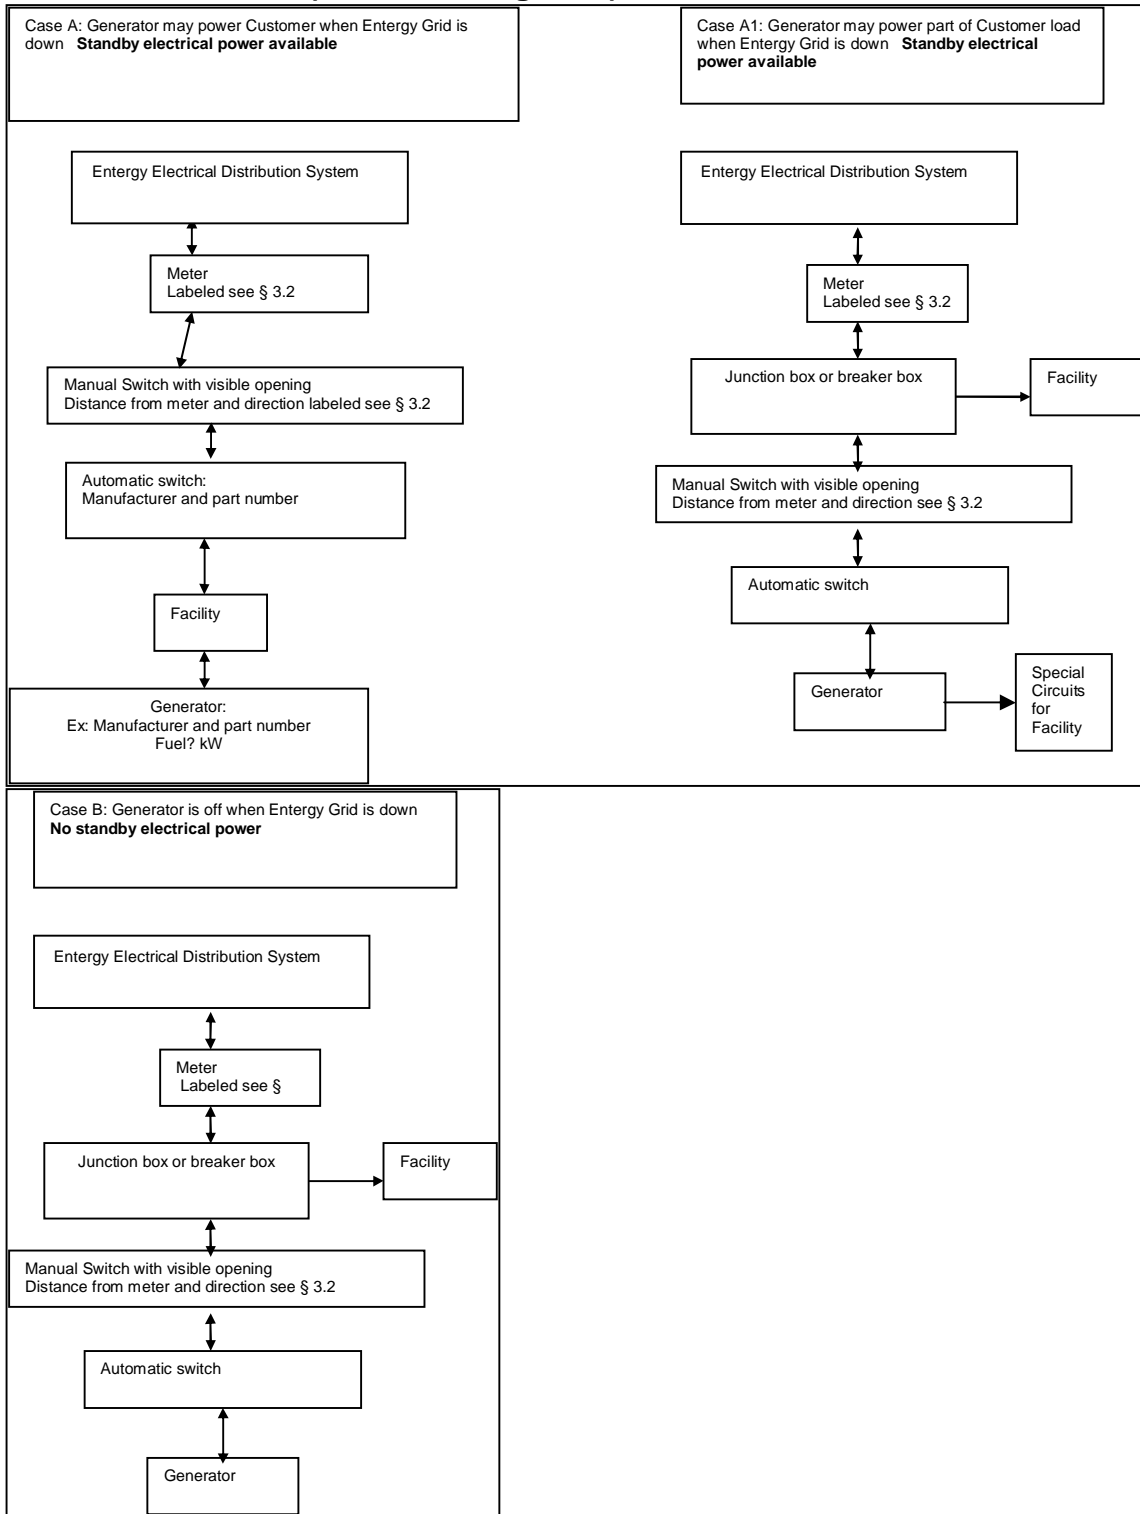 Case A: Generator may power Customer when Entergy Grid is
down Standby electrical power available
Entergy Electrical Distribution System
Meter
Labeled see § 3.2
Manual Switch with visible opening
Distance from meter and direction labeled see § 3.2
Automatic switch:
Manufacturer and part number
Facility
Generator:
Ex: Manufacturer and part number
Fuel? kW
Case A1: Generator may power part of Customer load
when Entergy Grid is down Standby electrical
power available
Entergy Electrical Distribution System
Meter
Labeled see § 3.2
Junction box or breaker box
Facility
Manual Switch with visible opening
Distance from meter and direction see § 3.2
Automatic switch
Generator
Special
Circuits
for
Facility
Case B: Generator is off when Entergy Grid is down
No standby electrical power
Entergy Electrical Distribution System
Meter
Labeled see §
Junction box or breaker box
Facility
Manual Switch with visible opening
Distance from meter and direction see § 3.2
Automatic switch
Generator